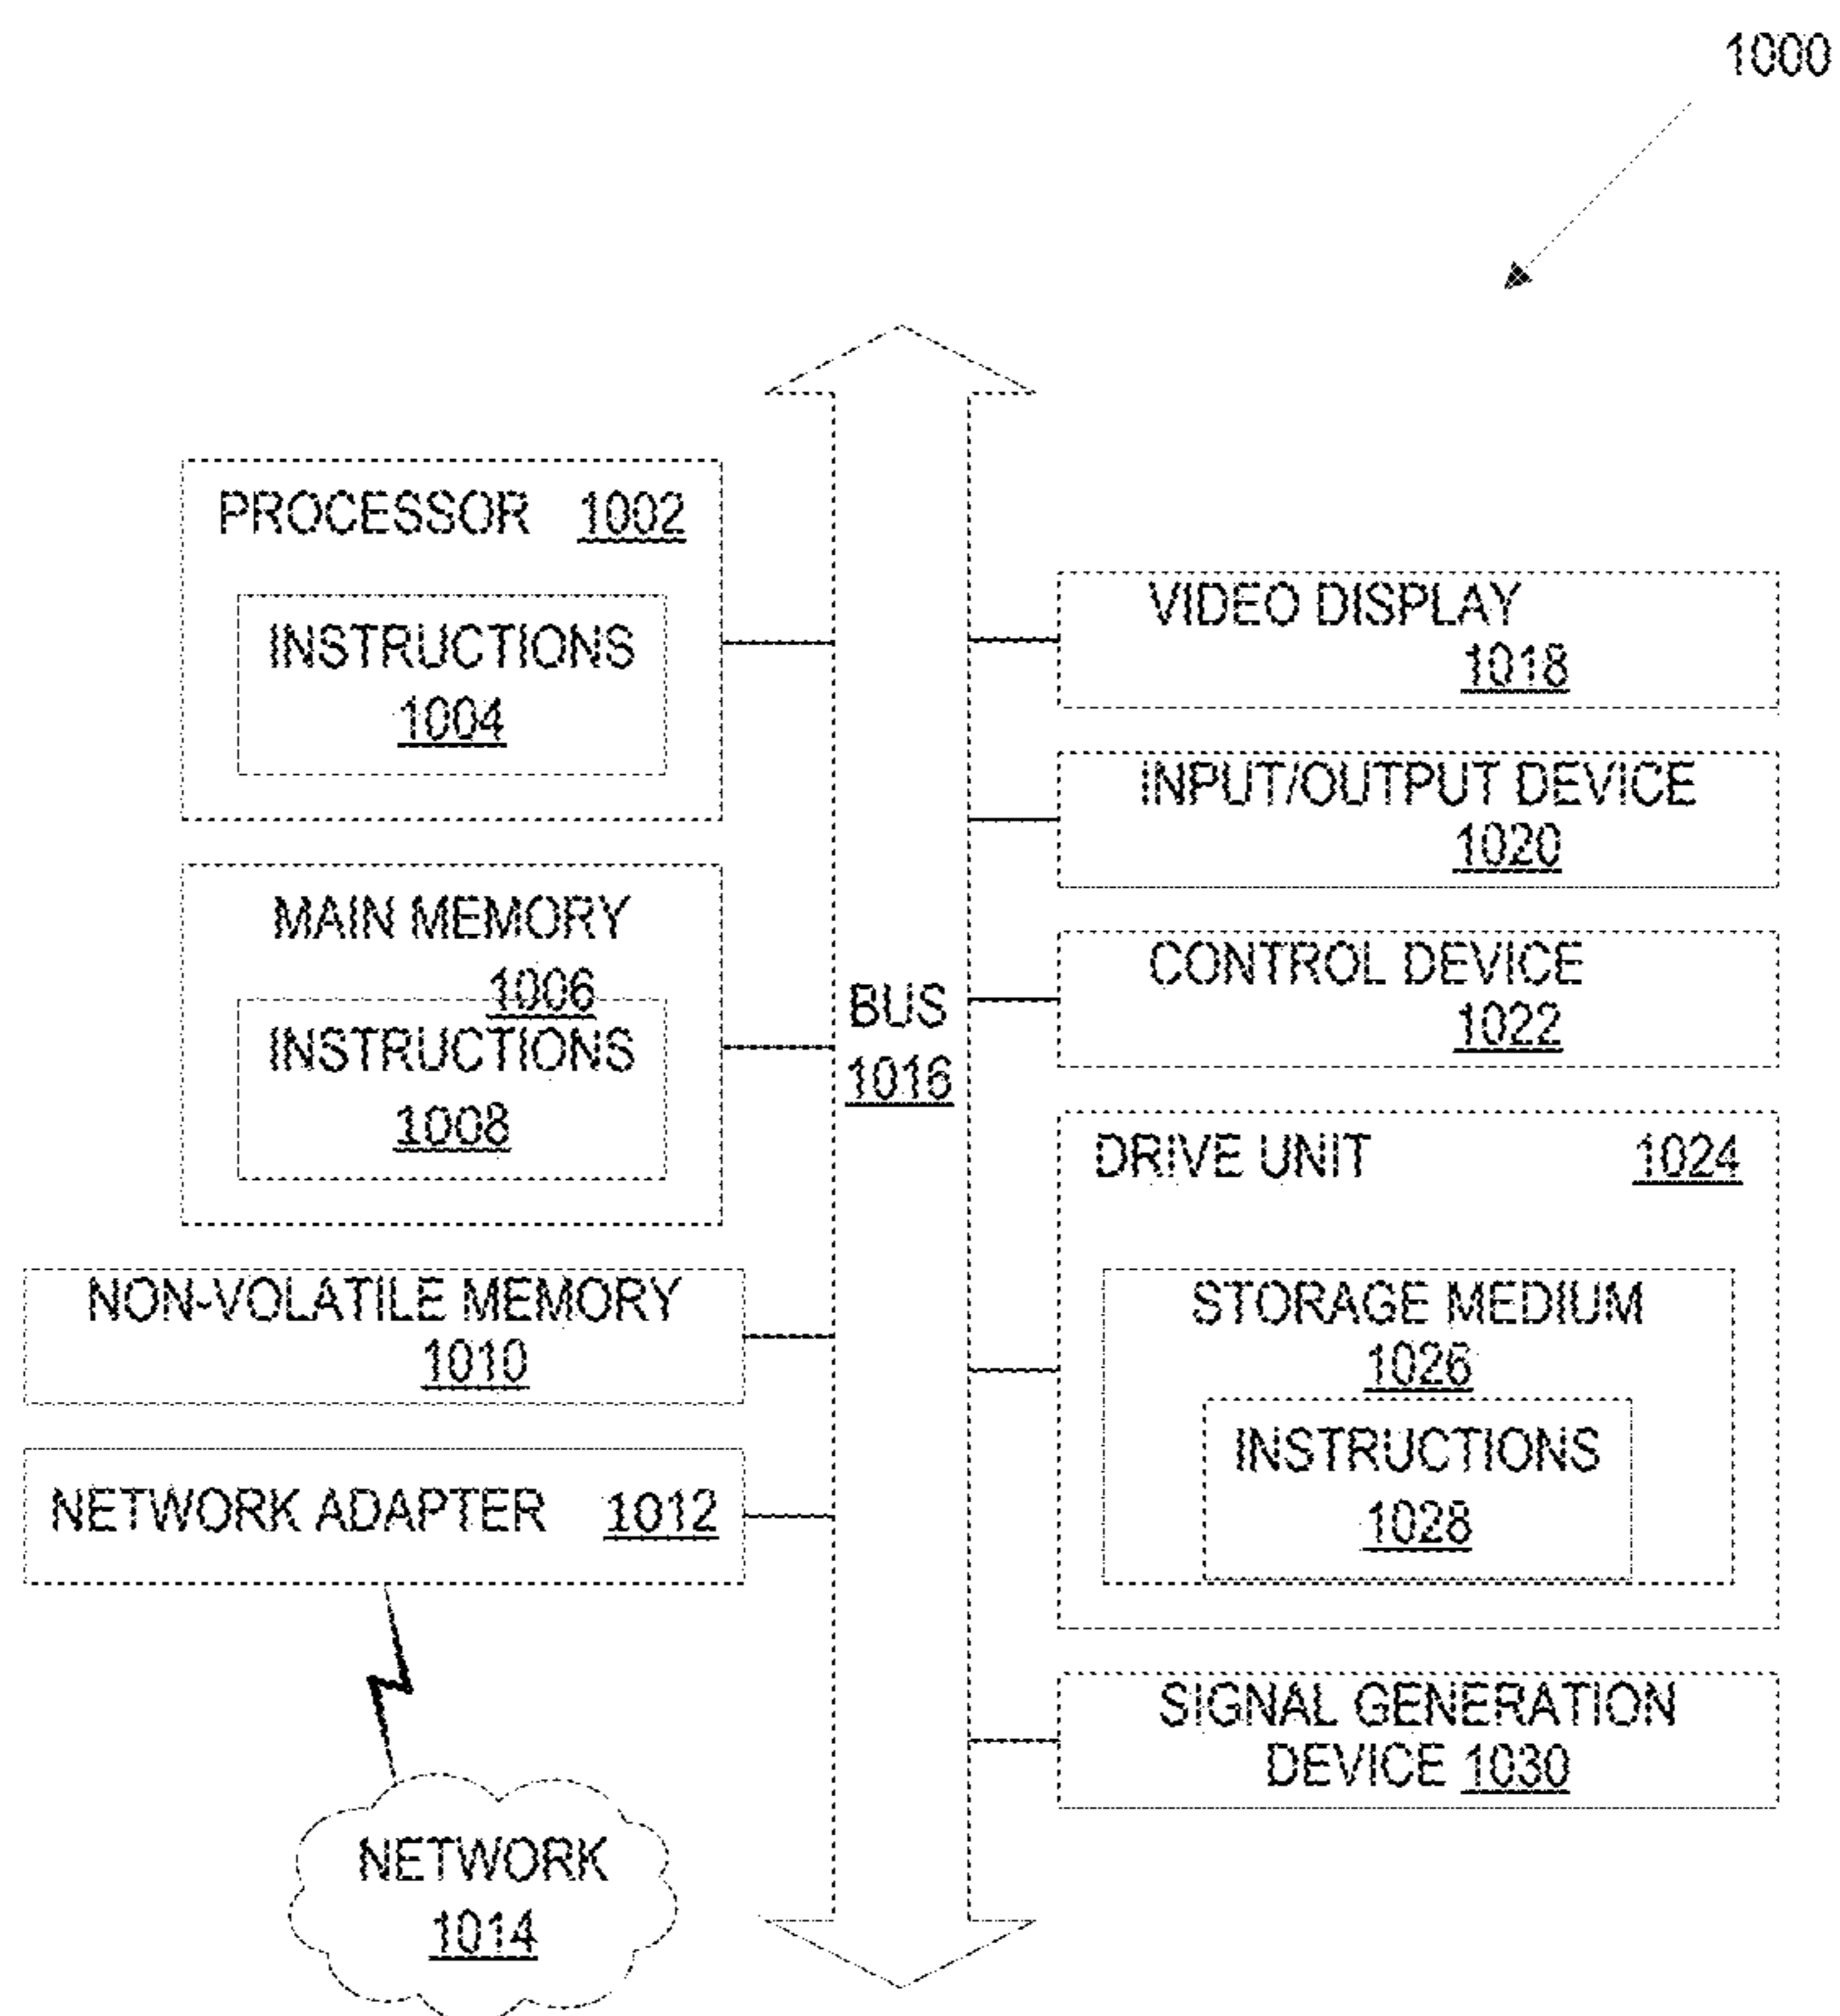 1000
PROCESSOR 1002
INSTRUCTIONS
1004
MAIN MEMORY
1006
INSTRUCTIONS
1008
NON-VOLATILE MEMORY
1010
NETWORK ADAPTER 1012
NETWORK
1014
BUS
1016
VIDEO DISPLAY
1018
INPUT/OUTPUT DEVICE
1020
CONTROL DEVICE
1022
DRIVE UNIT 1024
STORAGE MEDIUM
1026
INSTRUCTIONS
1028
SIGNAL GENERATION
DEVICE 1030